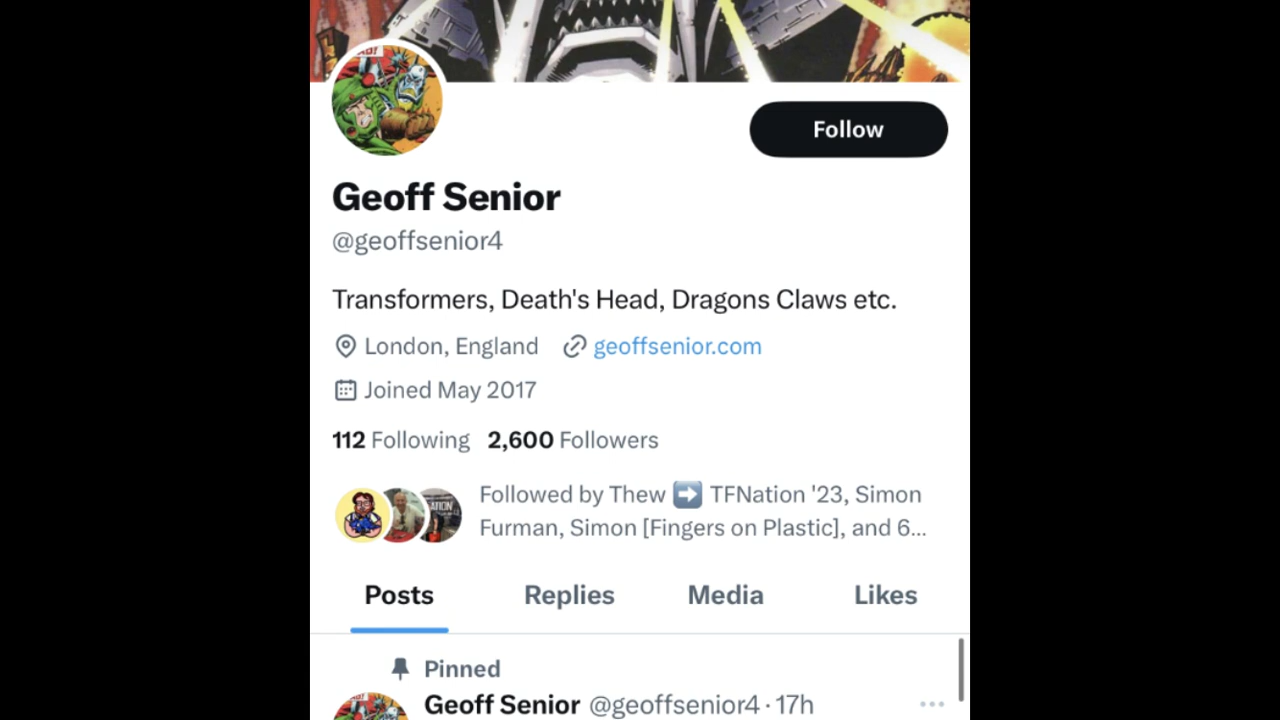 Follow
Geoff Senior
@geoffsenior4
Transformers, Death's Head, Dragons Claws etc.
London, England geoffsenior.com
Joined May 2017
112 Following 2,600 Followers
Followed by Thew ➡️ TFNation '23, Simon
Furman, Simon [Fingers on Plastic], and 6...
Posts Replies Media Likes
Pinned
Geoff Senior @geoffsenior4 · 17h